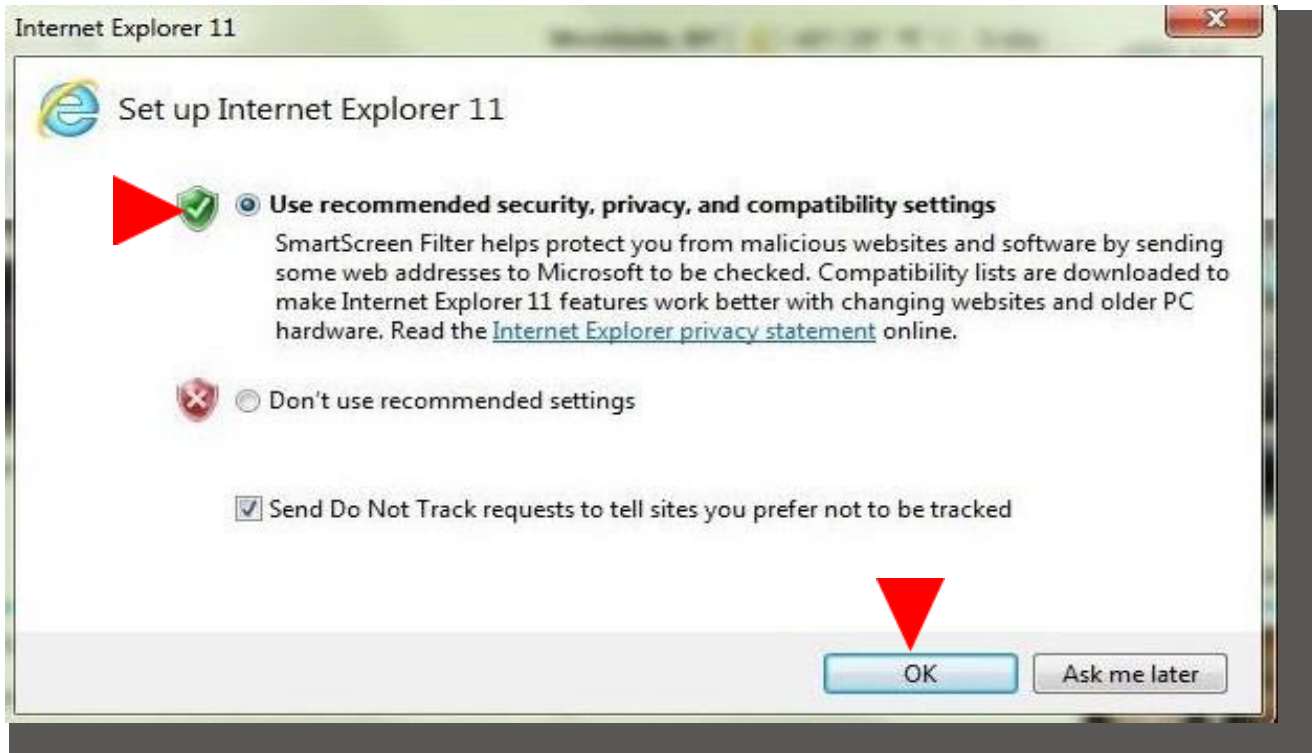 Internet Explorer 11
Set up Internet Explorer 11
Use recommended security, privacy, and compatibility settings
SmartScreen Filter helps protect you from malicious websites and software by sending
some web addresses to Microsoft to be checked. Compatibility lists are downloaded to
make Internet Explorer 11 features work better with changing websites and older PC
hardware. Read the Internet Explorer privacy statement online.
Don't use recommended settings
Send Do Not Track requests to tell sites you prefer not to be tracked
OK
Ask me later